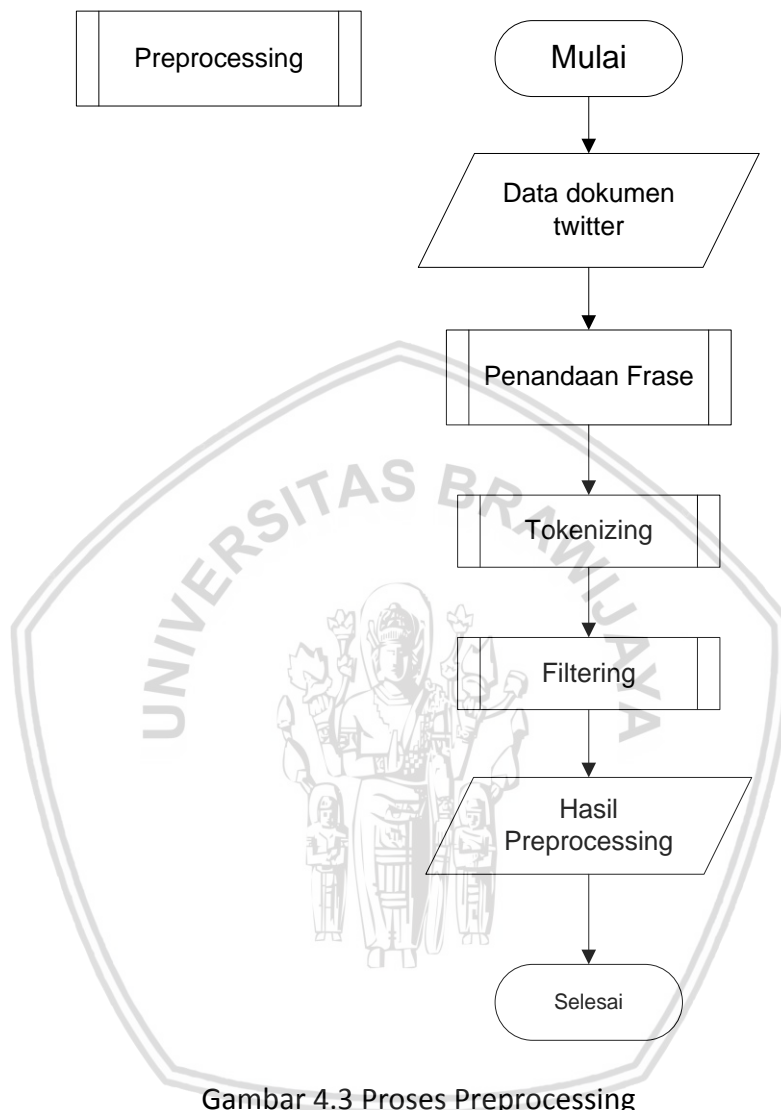 Preprocessing
Mulai
Data dokumen
twitter
Penandaan Frase
Tokenizing
Filtering
Hasil
Preprocessing
Selesai
UNIVERSITAS BRAWIJAYA
Gambar 4.3 Proses Preprocessing